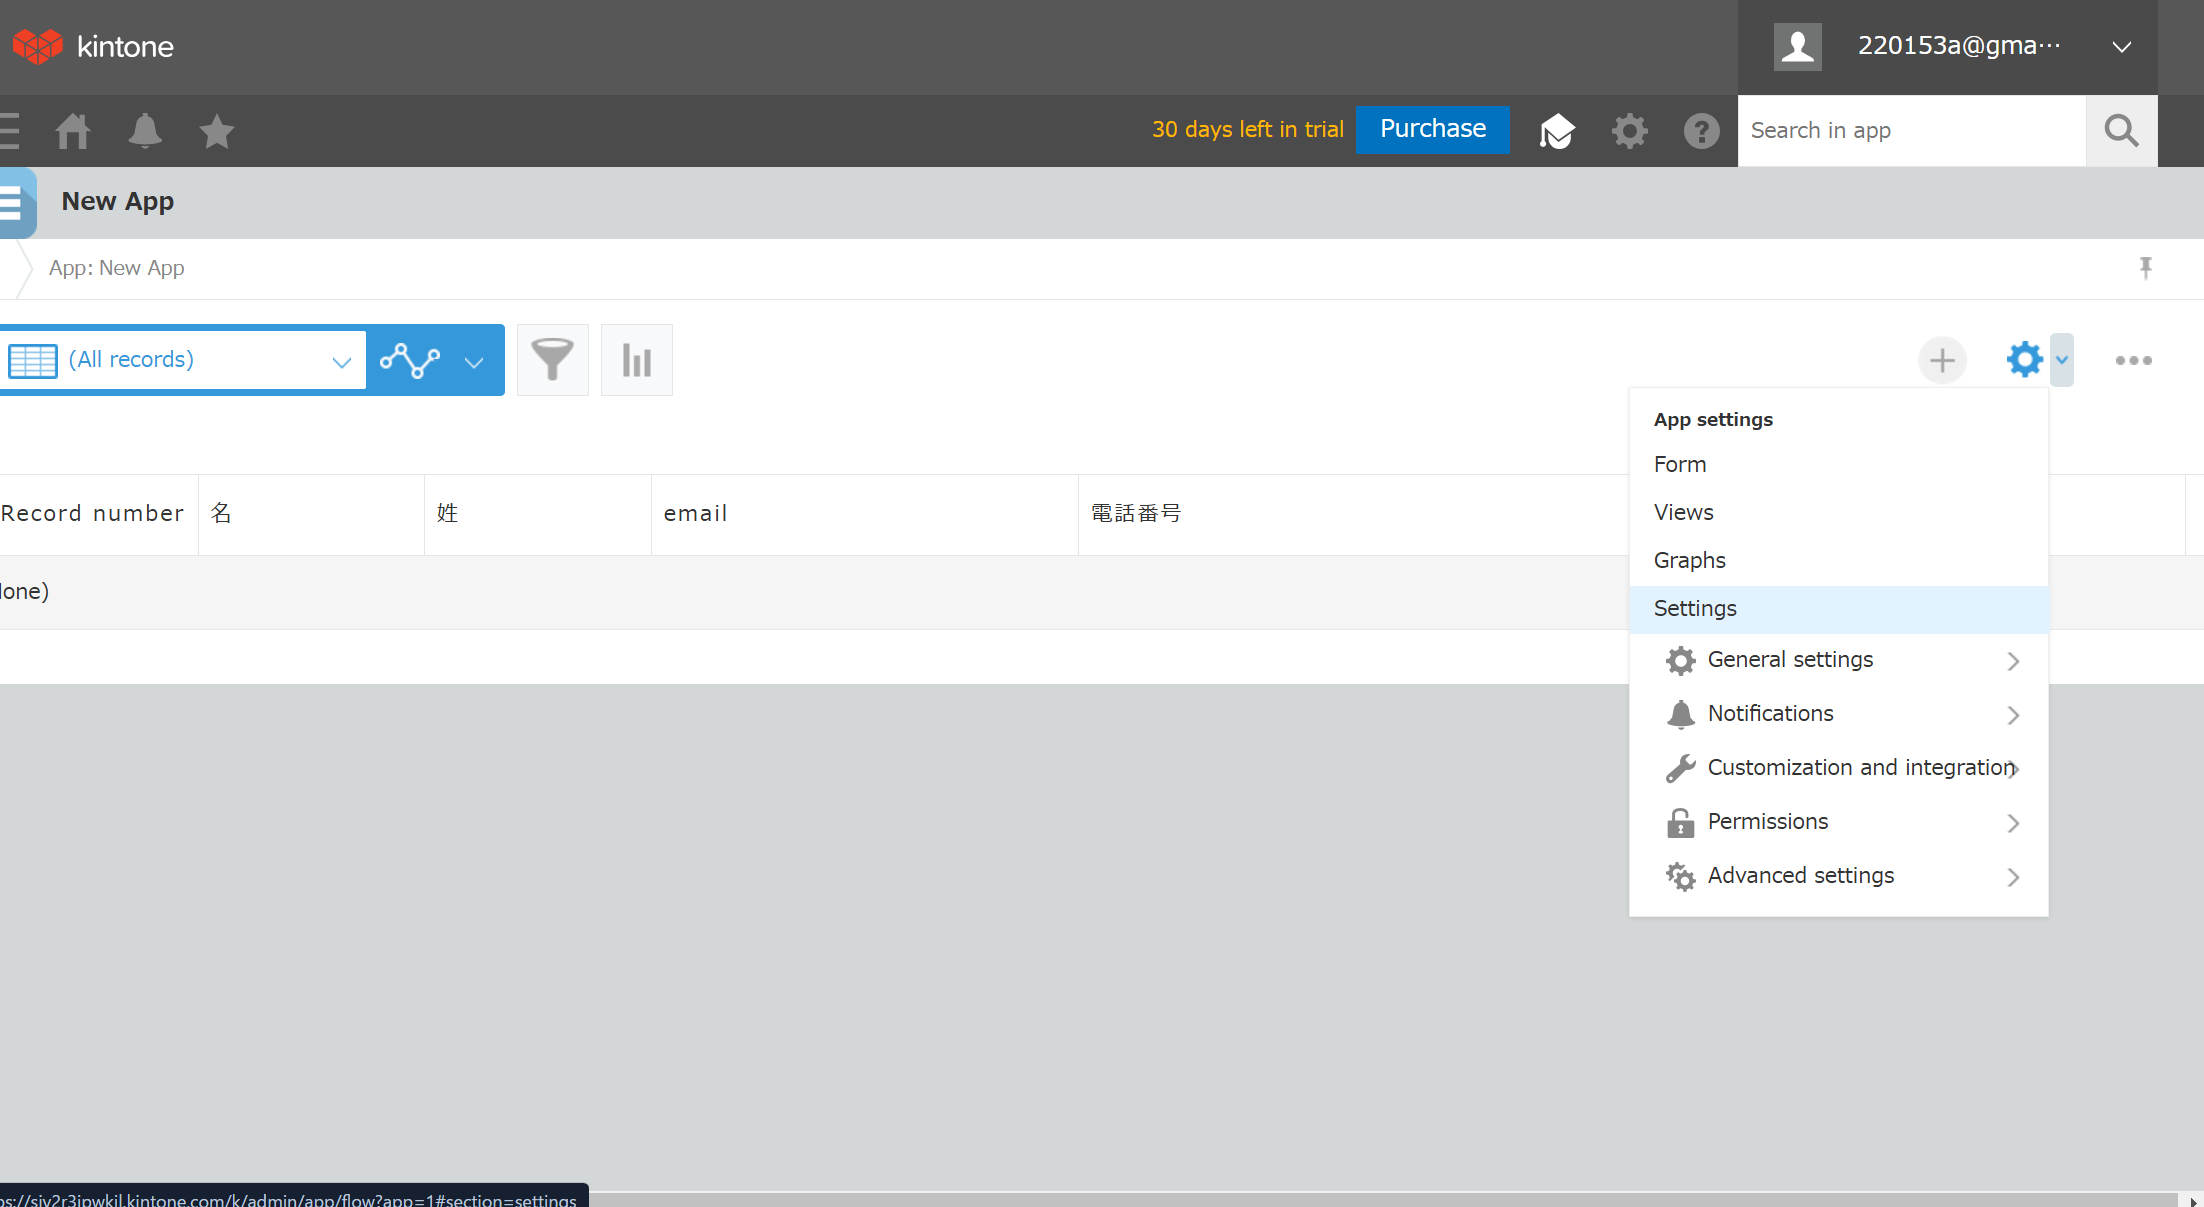 kintone
220153a@gma…
30 days left in trial
Purchase
Search in app
New App
App: New App
(All records)
App settings
Form
Views
Graphs
Settings
General settings
Notifications
Customization and integration
Permissions
Advanced settings
Record number 名 姓 email 電話番号
one)
ps://siv2r3ipwkil.kintone.com/k/admin/app/flow?app=1#section=settings